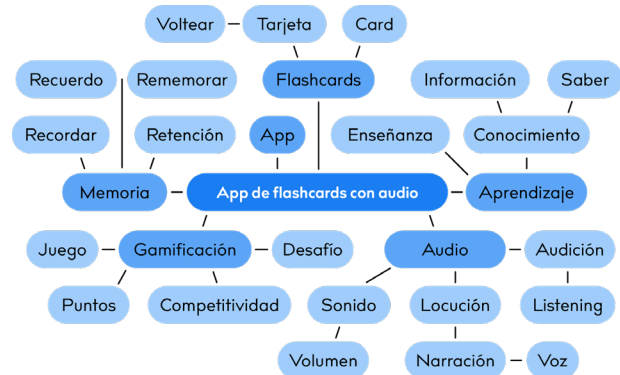 Voltear
Tarjeta
Card
Recuerdo
Rememorar
Flashcards
Información
Saber
Recordar
Retención
App
Enseñanza
Conocimiento
Memoria
App de flashcards con audio
Aprendizaje
Juego
Gamificación
Desafío
Audio
Audición
Puntos
Competitividad
Sonido
Locución
Listening
Volumen
Narración
Voz